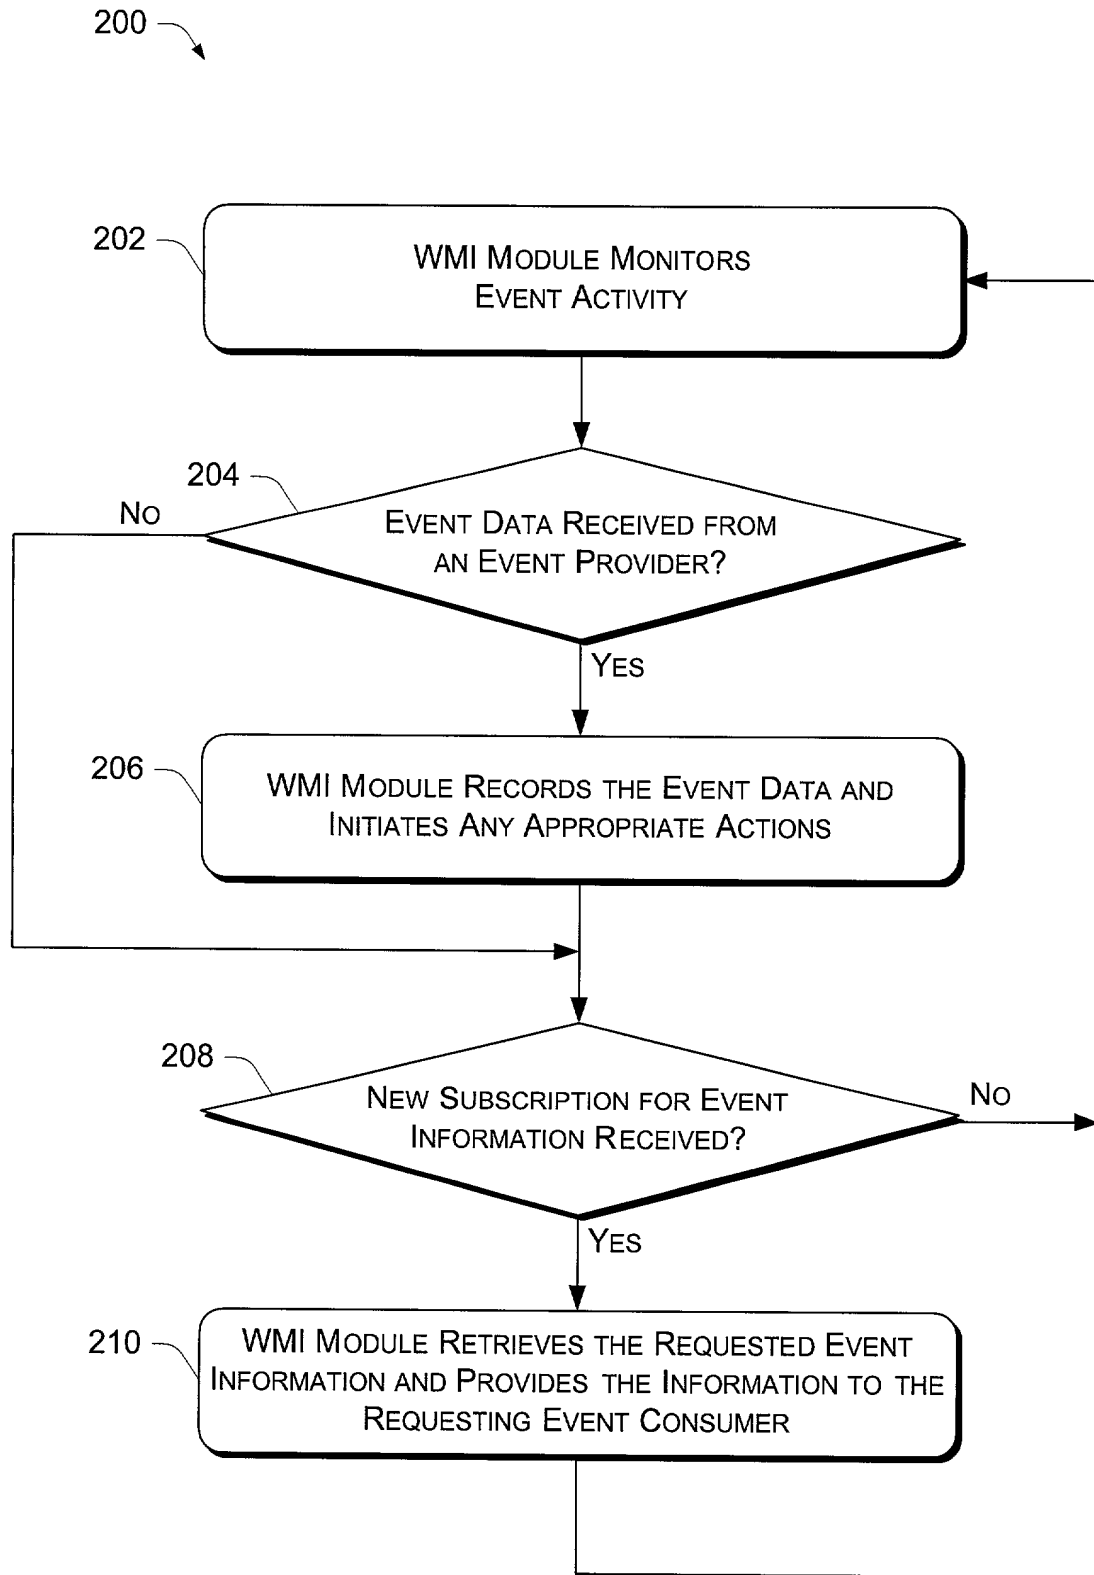 200
202
WMI MODULE MONITORS
EVENT ACTIVITY
204
NO
EVENT DATA RECEIVED FROM
AN EVENT PROVIDER?
YES
206
WMI MODULE RECORDS THE EVENT DATA AND
INITIATES ANY APPROPRIATE ACTIONS
208
NEW SUBSCRIPTION FOR EVENT
INFORMATION RECEIVED?
NO
YES
210
WMI MODULE RETRIEVES THE REQUESTED EVENT
INFORMATION AND PROVIDES THE INFORMATION TO THE
REQUESTING EVENT CONSUMER